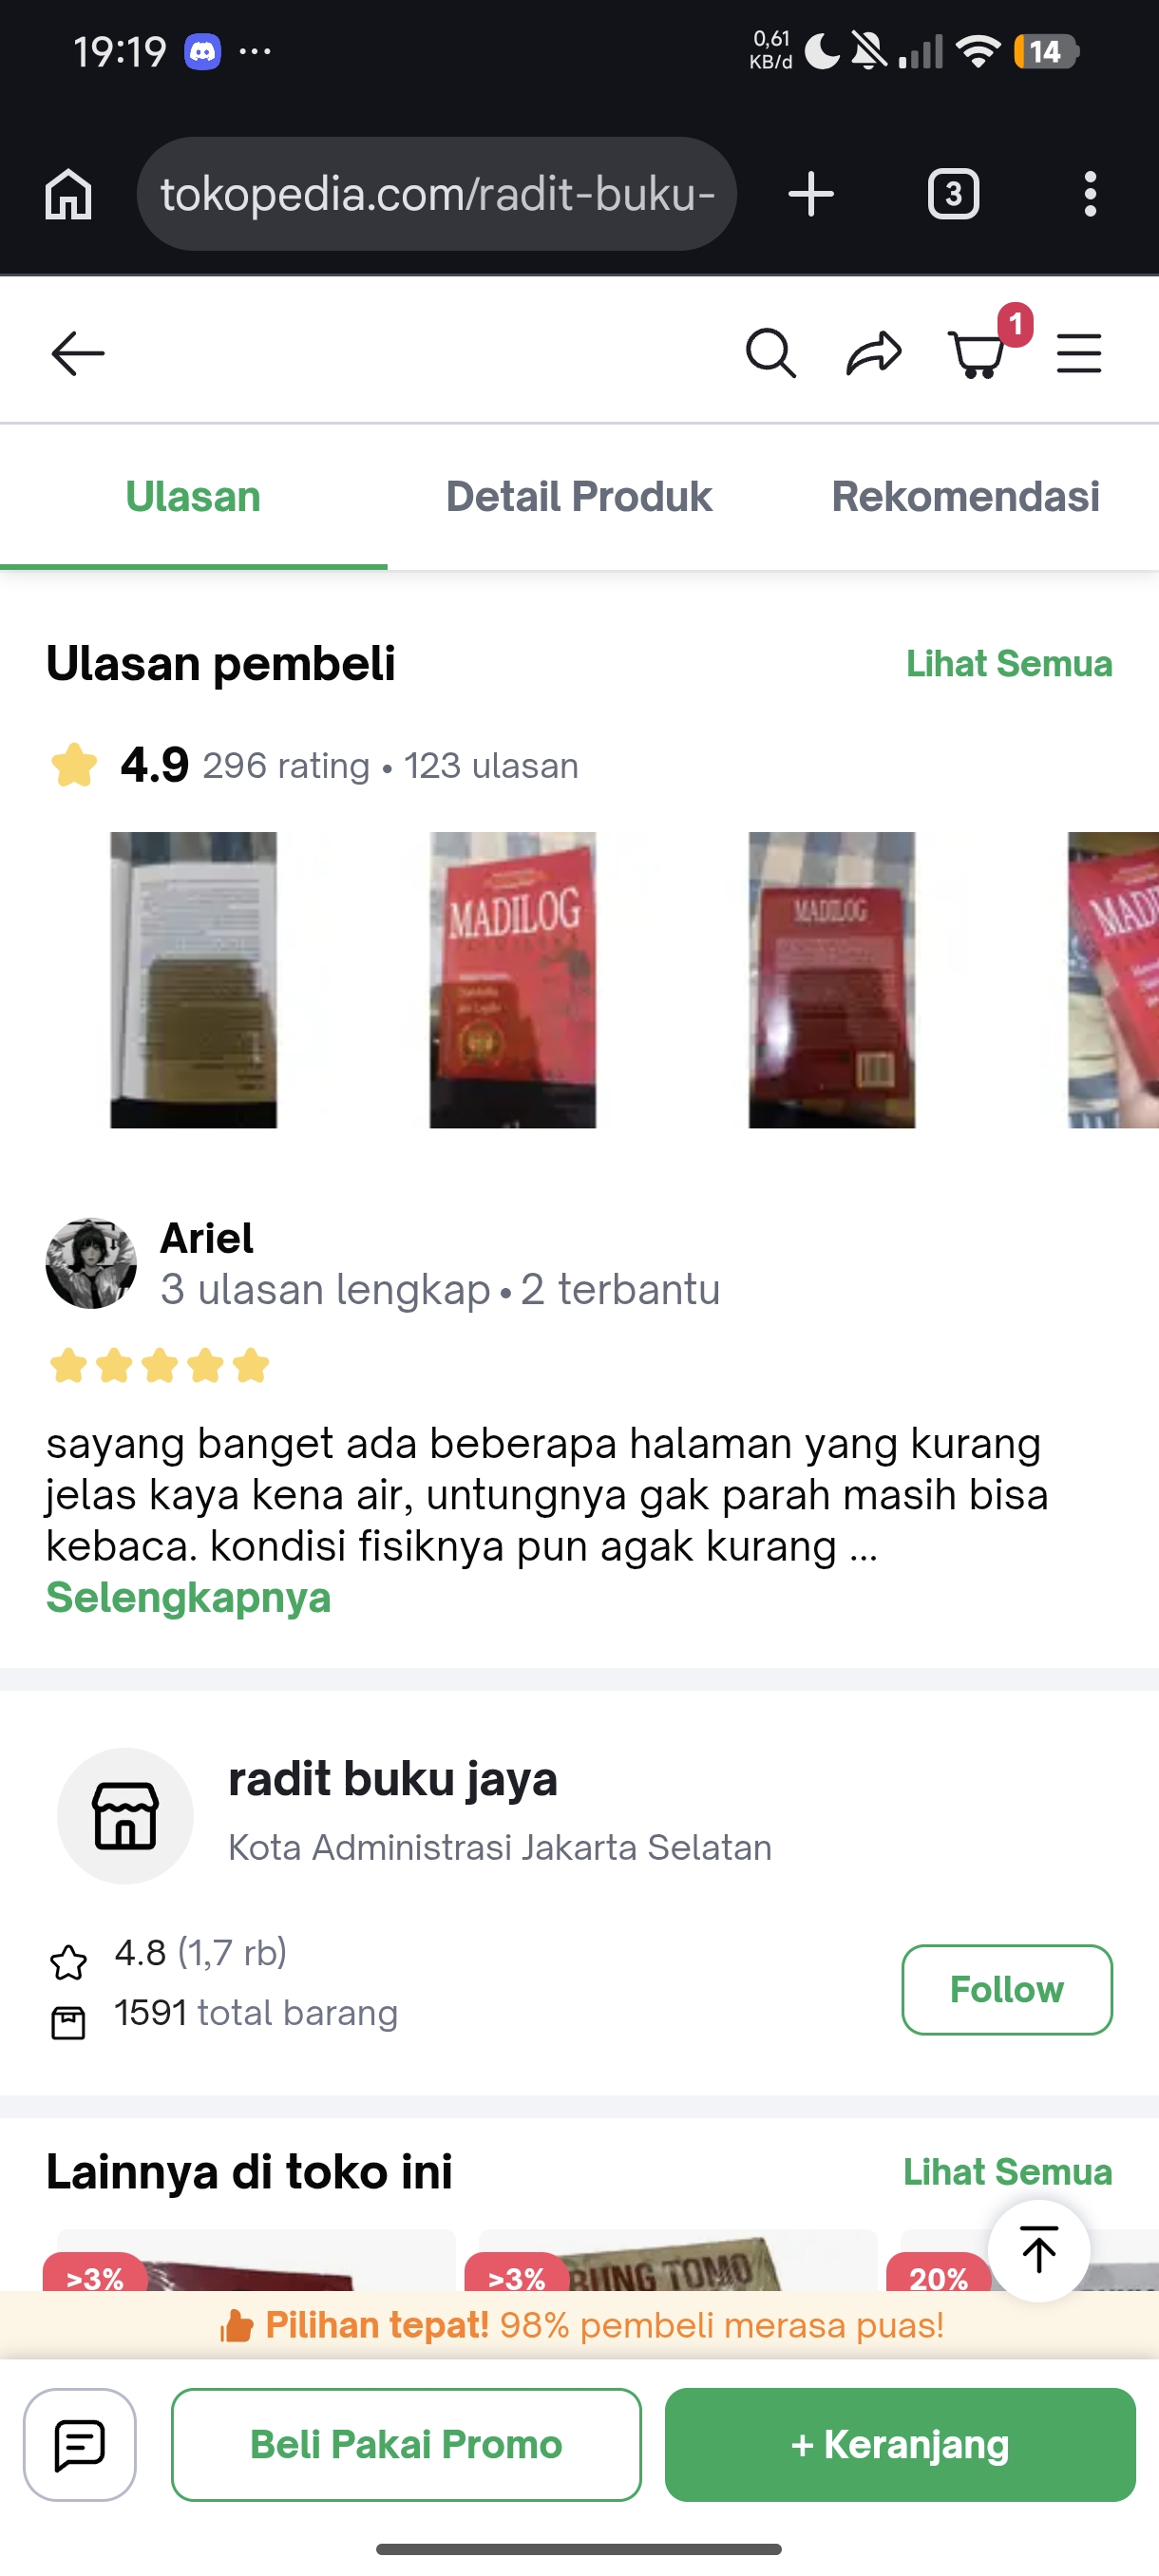 19:19
0,61
KB/d
14
tokopedia.com/radit-buku-
3
1
Ulasan
Detail Produk
Rekomendasi
Ulasan pembeli
Lihat Semua
4.9 296 rating • 123 ulasan
MADILOG
MADILOG
MADI
Ariel
3 ulasan lengkap • 2 terbantu
sayang banget ada beberapa halaman yang kurang
jelas kaya kena air, untungnya gak parah masih bisa
kebaca. kondisi fisiknya pun agak kurang ...
Selengkapnya
radit buku jaya
Kota Administrasi Jakarta Selatan
4.8 (1,7 rb)
1591 total barang
Follow
Lainnya di toko ini
Lihat Semua
>3%
>3%
BUNG TOMO
20%
Pilihan tepat! 98% pembeli merasa puas!
Beli Pakai Promo
+ Keranjang